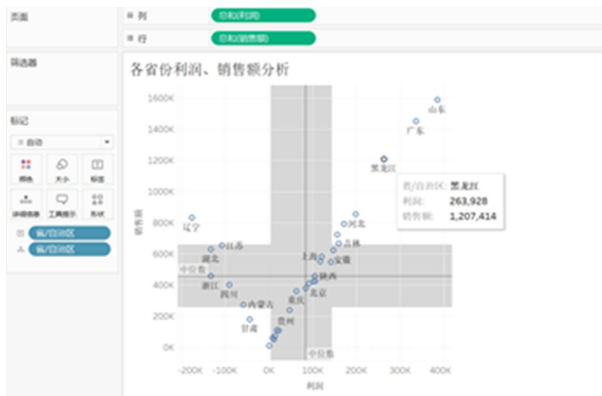 页面
列
总和(利润)
行
总和(销售额)
筛选器
各省份利润、销售额分析
标记
自动
颜色
大小
标签
详细信息
工具提示
形状
省/自治区
省/自治区
销售额
1600K
1400K
1200K
1000K
800K
600K
400K
200K
0K
山东
广东
黑龙江
省/自治区: 黑龙江
利润: 263,928
销售额: 1,207,414
辽宁
河北
江苏
吉林
湖北
上海
安徽
中位数
浙江
陕西
四川
北京
重庆
内蒙古
甘肃
贵州
中位数
-200K
-100K
0K
100K
200K
300K
400K
利润